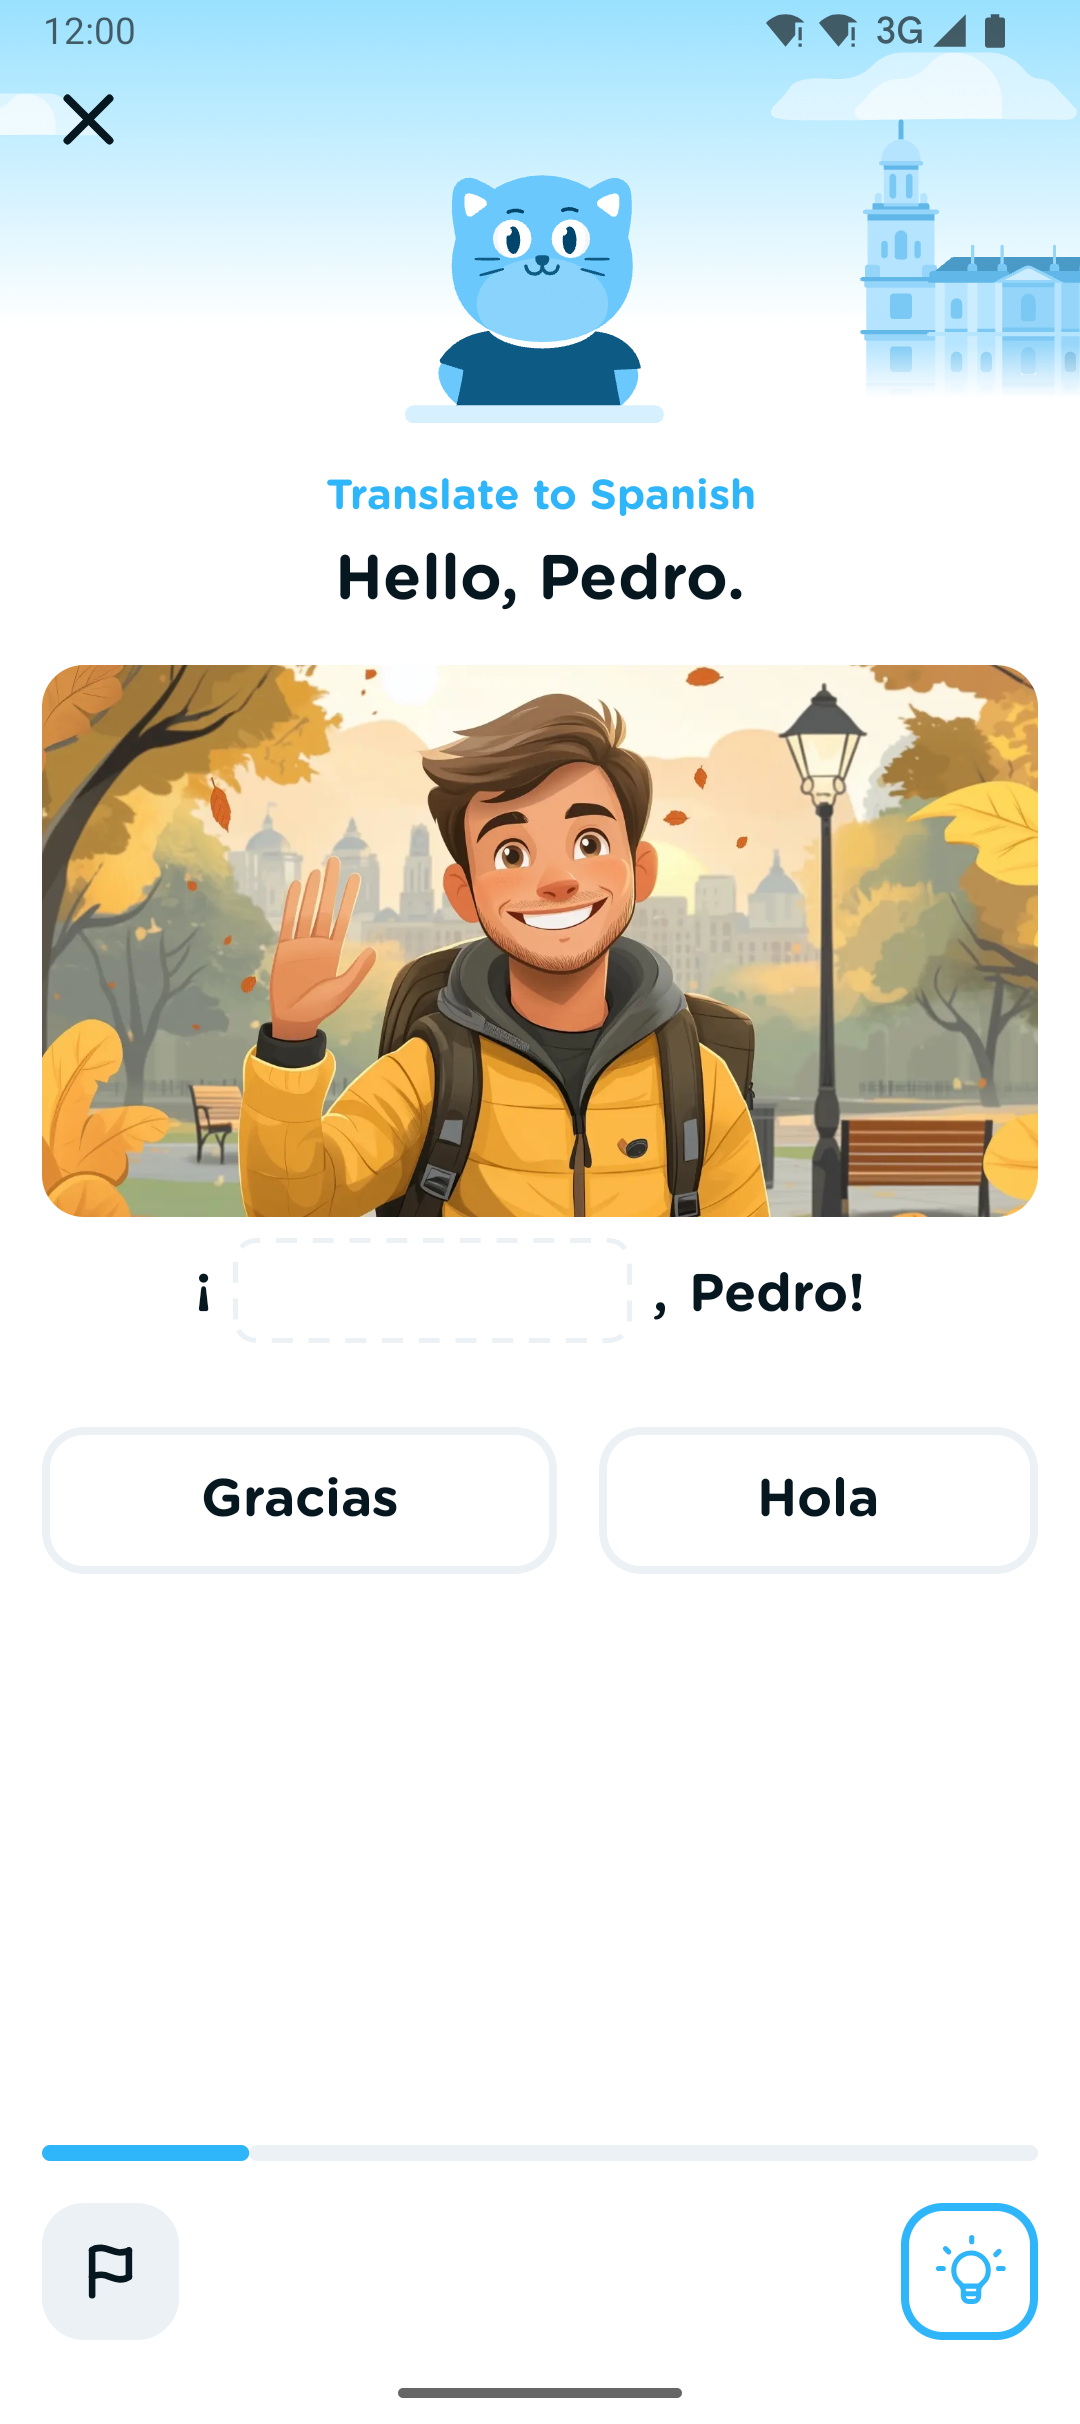 12:00 3G
Translate to Spanish
Hello, Pedro.
¡ , Pedro!
Gracias
Hola